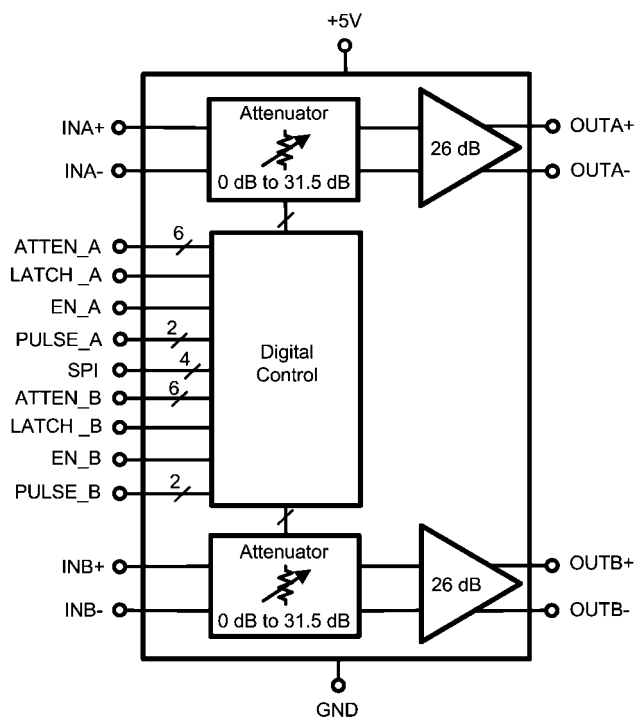 +5V
INA+
INA-
Attenuator
0 dB to 31.5 dB
26 dB
OUTA+
OUTA-
ATTEN_A
6
LATCH _A
EN_A
PULSE_A
2
SPI
4
ATTEN_B
6
LATCH _B
EN_B
PULSE_B
2
Digital
Control
INB+
INB-
Attenuator
0 dB to 31.5 dB
26 dB
OUTB+
OUTB-
GND